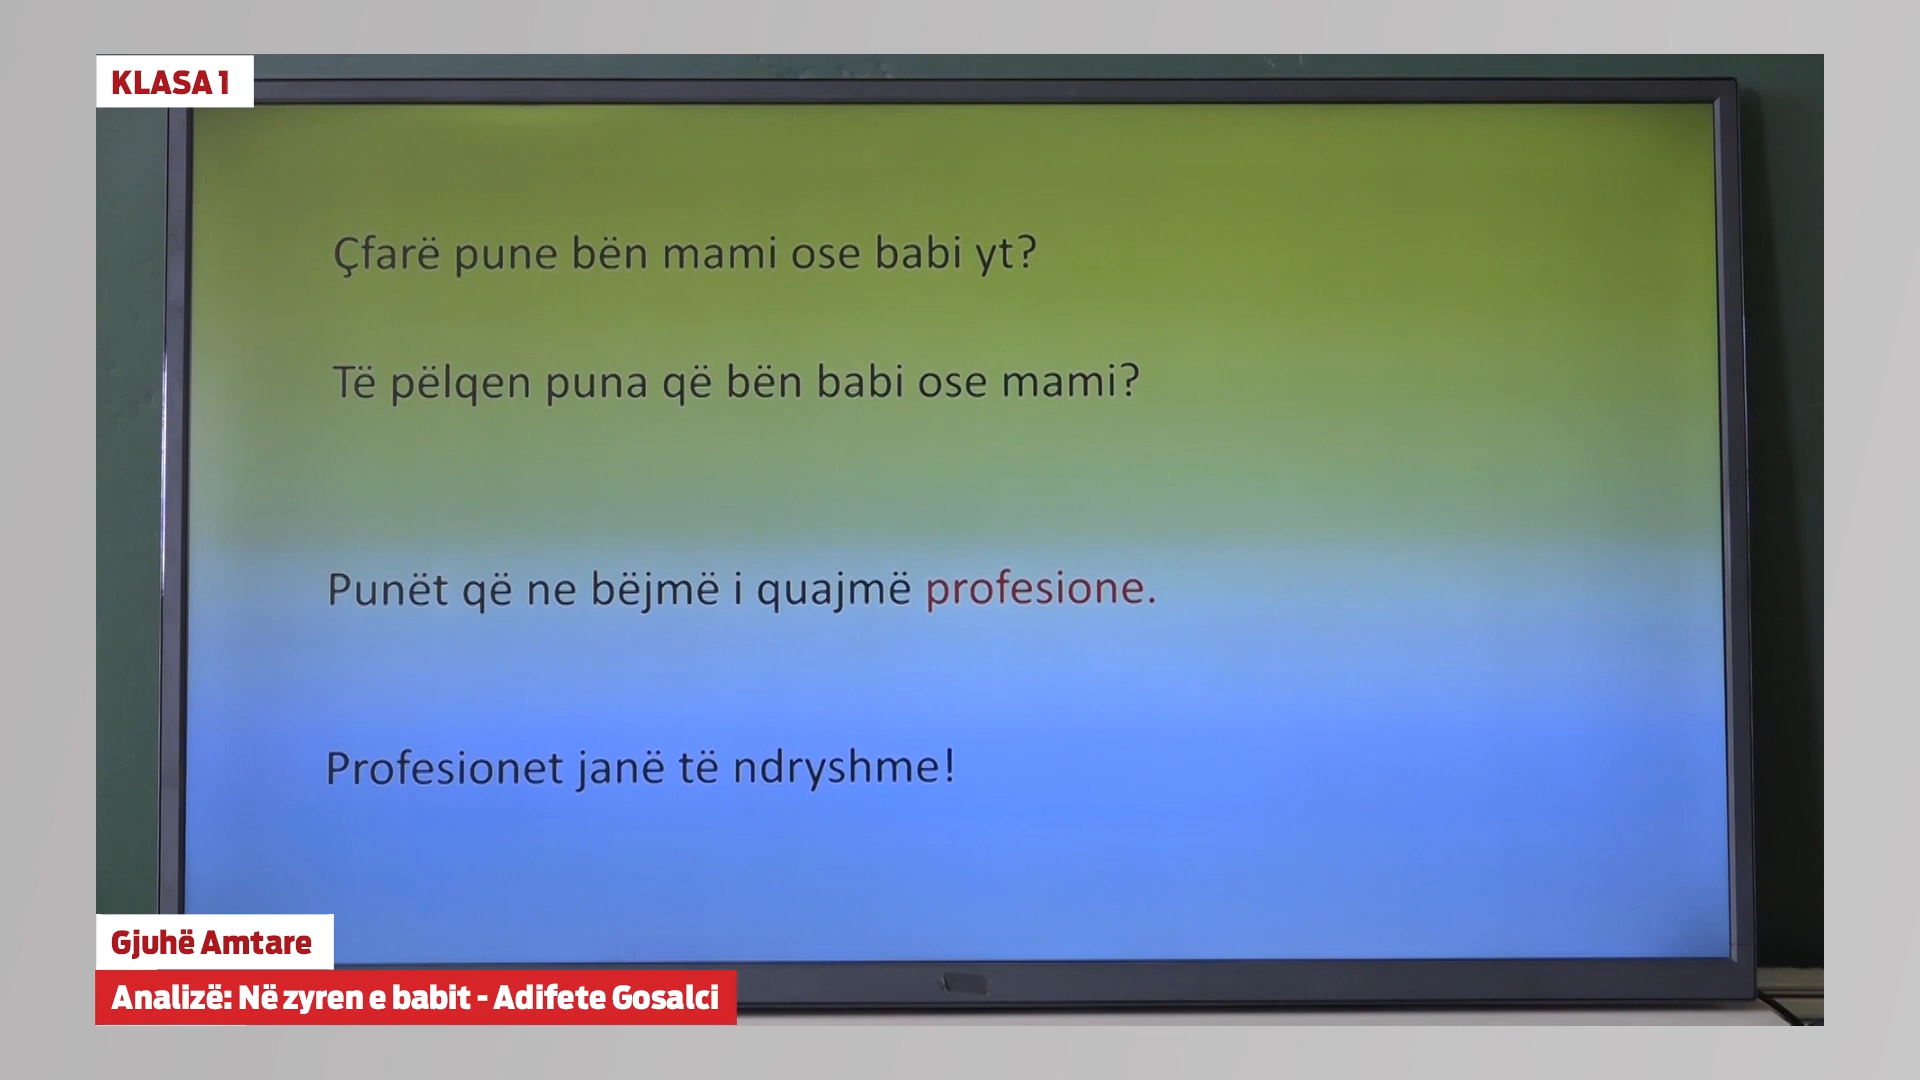 KLASA 1
Çfarë pune bën mami ose babi yt?
Të pëlqen puna që bën babi ose mami?
Punët që ne bëjmë i quajmë profesione.
Profesionet janë të ndryshme!
Gjuhë Amtare
Analizë: Në zyren e babit - Adifete Gosalci